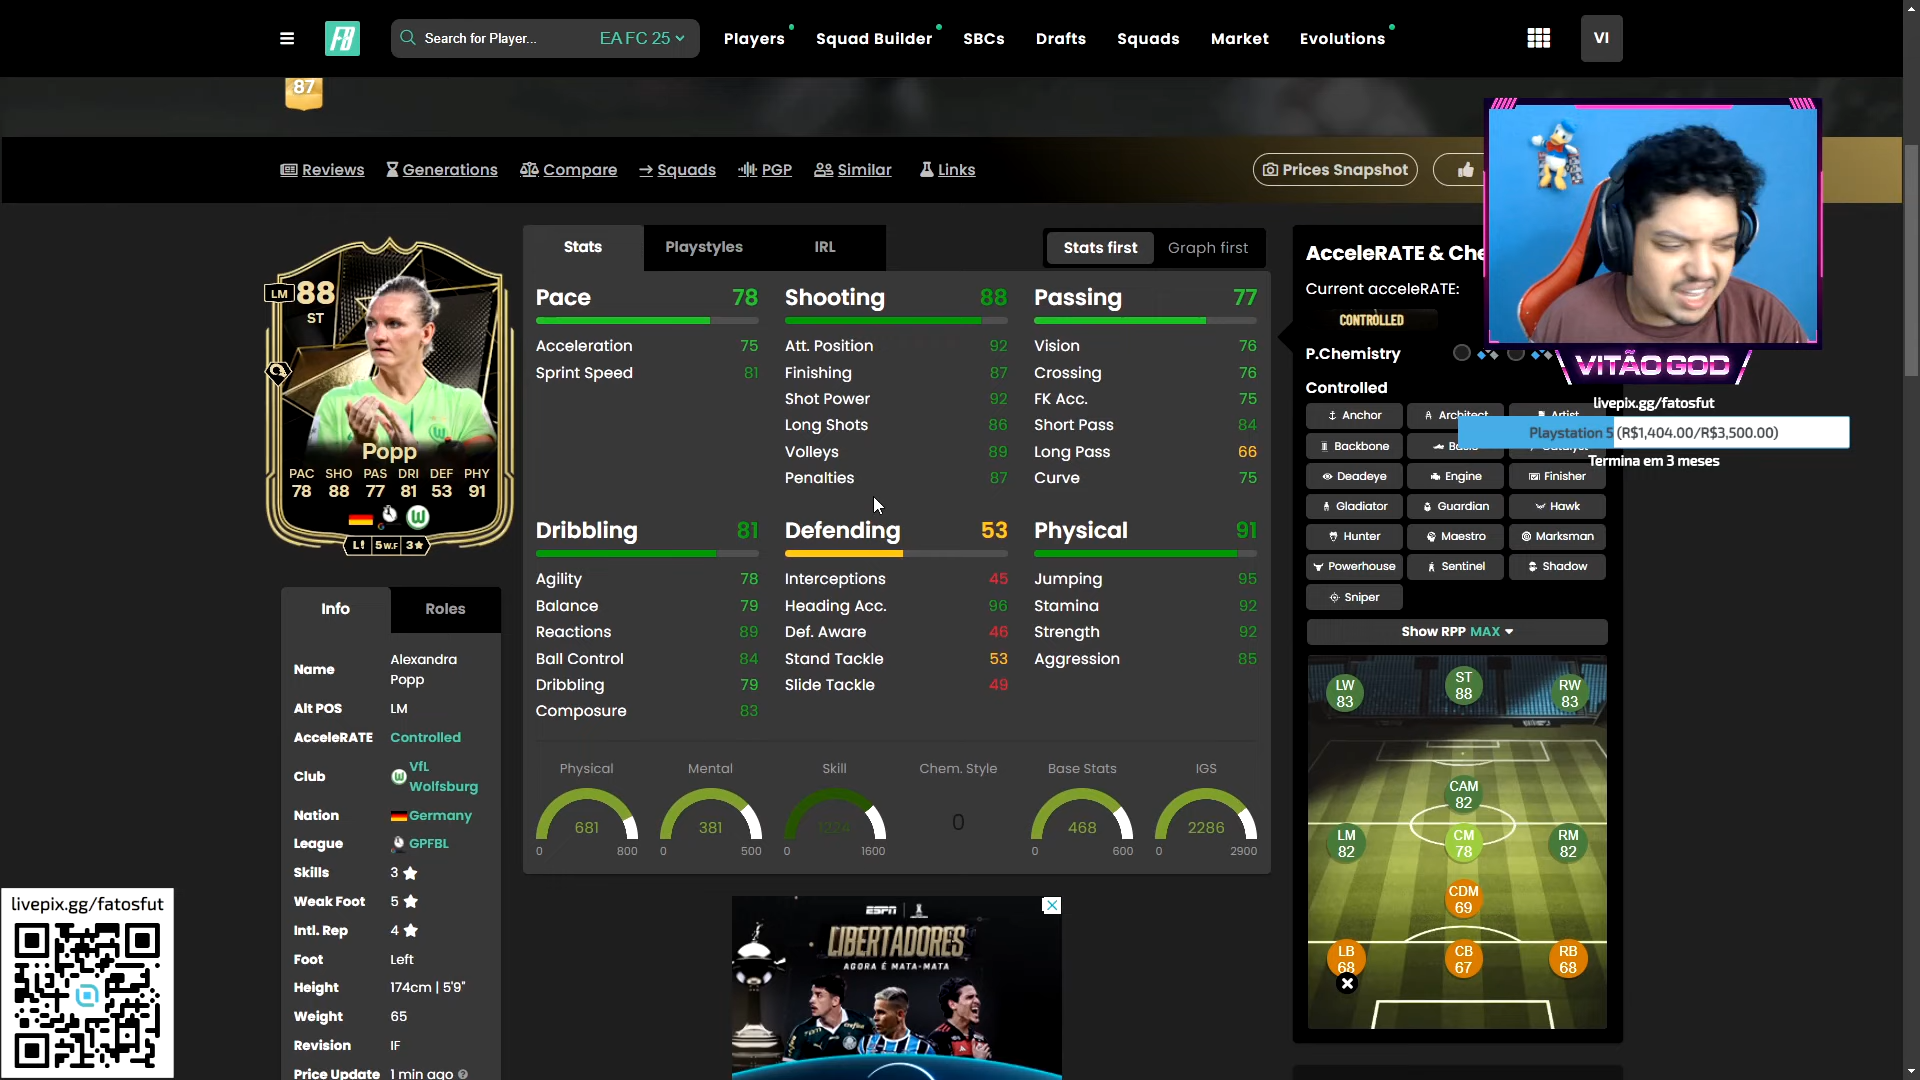 FB
Search for Player...
EA FC 25
Players
Squad Builder
SBCs
Drafts
Squads
Market
Evolutions
VI
87
Reviews
Generations
Compare
Squads
PGP
Similar
Links
Prices Snapshot
LM
88
ST
Popp
PAC SHO PAS DRI DEF PHY
78 88 77 81 53 91
5W.F 3★
Stats
Playstyles
IRL
Stats first
Graph first
Pace 78
Acceleration 75
Sprint Speed 81
Shooting 88
Att. Position 92
Finishing 87
Shot Power 92
Long Shots 86
Volleys 89
Penalties 87
Passing 77
Vision 76
Crossing 76
FK Acc. 75
Short Pass 84
Long Pass 66
Curve 75
Dribbling 81
Agility 78
Balance 79
Reactions 89
Ball Control 84
Dribbling 79
Composure 83
Defending 53
Interceptions 45
Heading Acc. 96
Def. Aware 46
Stand Tackle 53
Slide Tackle 49
Physical 91
Jumping 95
Stamina 92
Strength 92
Aggression 85
Physical
681
0 800
Mental
381
0 500
Skill
1224
0 1600
Chem. Style
0
Base Stats
468
0 600
IGS
2286
0 2900
Info
Roles
Name Alexandra
Popp
Alt POS LM
AcceleRATE Controlled
Club VfL
Wolfsburg
Nation Germany
League GPFBL
Skills 3
Weak Foot 5
Intl. Rep 4
Foot Left
Height 174cm | 5'9"
Weight 65
Revision IF
Price Update 1 min ago
AcceleRATE & Che
Current acceleRATE:
CONTROLLED
P.Chemistry
Controlled
Anchor
Architect
Artist
Backbone
Deadeye
Engine
Finisher
Gladiator
Guardian
Hawk
Hunter
Maestro
Marksman
Powerhouse
Sentinel
Shadow
Sniper
Show RPP MAX
LW
83
ST
88
RW
83
CAM
82
LM
82
CM
78
RM
82
CDM
69
LB
68
CB
67
RB
68
VITÃO GOD
livepix.gg/fatosfut
Playstation 5 (R$1,404.00/R$3,500.00)
Termina em 3 meses
livepix.gg/fatosfut
ESPN
LIBERTADORES
AGORA É MATA-MATA